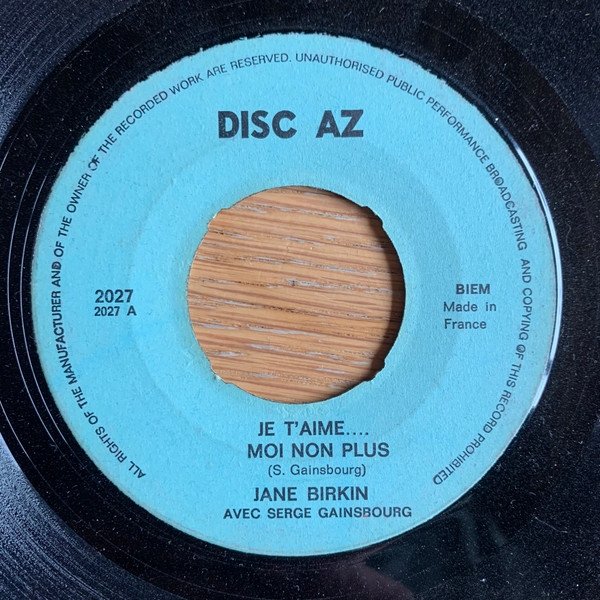 ALL RIGHTS OF THE MANUFACTURER AND OF THE OWNER OF THE RECORDED WORK ARE RESERVED. UNAUTHORISED PUBLIC PERFORMANCE BROADCASTING AND COPYING OF THIS RECORD PROHIBITED
DISC AZ
2027
2027 A
BIEM
Made in
France
JE T'AIME....
MOI NON PLUS
(S. Gainsbourg)
JANE BIRKIN
AVEC SERGE GAINSBOURG